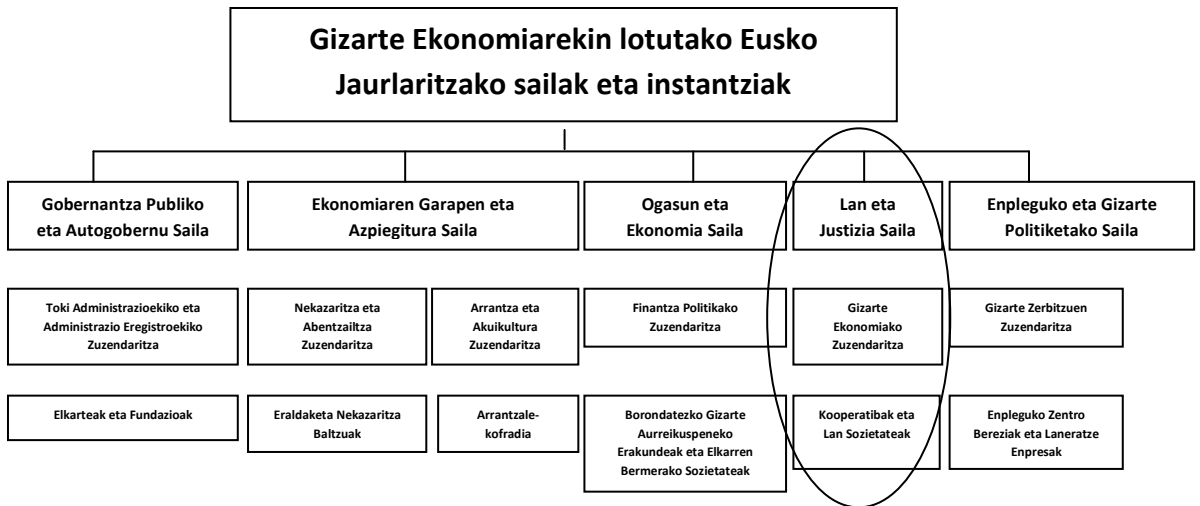 Gizarte Ekonomiarekin lotutako Eusko
Jaurlaritzako sailak eta instantziak
Gobernantza Publiko
eta Autogobernu Saila
Ekonomiaren Garapen eta
Azpiegitura Saila
Ogasun eta
Ekonomia Saila
Lan eta
Justizia Saila
Enpleguko eta Gizarte
Politiketako Saila
Toki Administrazioekiko eta
Administrazio Eregistroekiko
Zuzendaritza
Nekazaritza eta
Abentzailtza
Zuzendaritza
Arrantza eta
Akuikultura
Zuzendaritza
Finantza Politikako
Zuzendaritza
Gizarte
Ekonomiako
Zuzendaritza
Gizarte Zerbitzuen
Zuzendaritza
Elkarteak eta Fundazioak
Eraldaketa Nekazaritza
Baltzuak
Arrantzale-
kofradia
Borondatezko Gizarte
Aurreikuspeneko
Erakundeak eta Elkarren
Bermerako Sozietateak
Kooperatibak eta
Lan Sozietateak
Enpleguko Zentro
Bereziak eta Laneratze
Enpresak